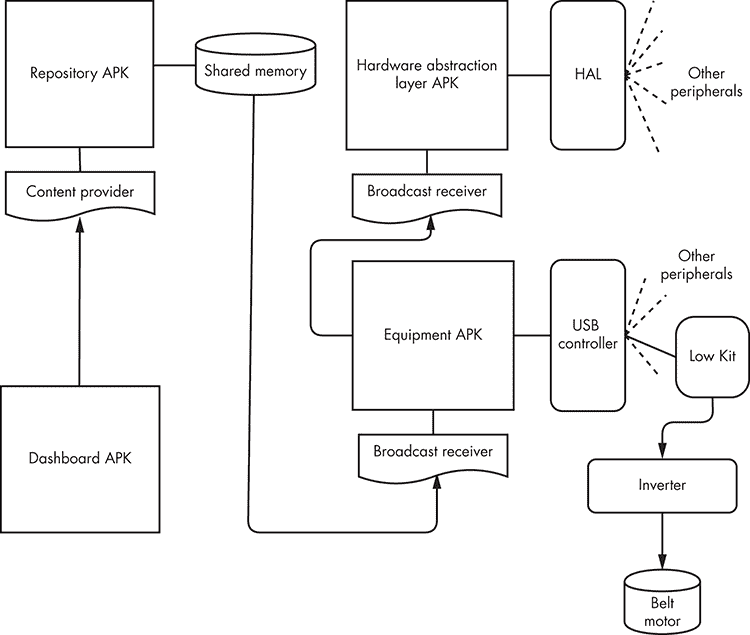 Repository APK
Shared memory
Hardware abstraction
layer APK
HAL
Other
peripherals
Content provider
Broadcast receiver
Other
peripherals
Equipment APK
USB
controller
Low Kit
Dashboard APK
Broadcast receiver
Inverter
Belt
motor